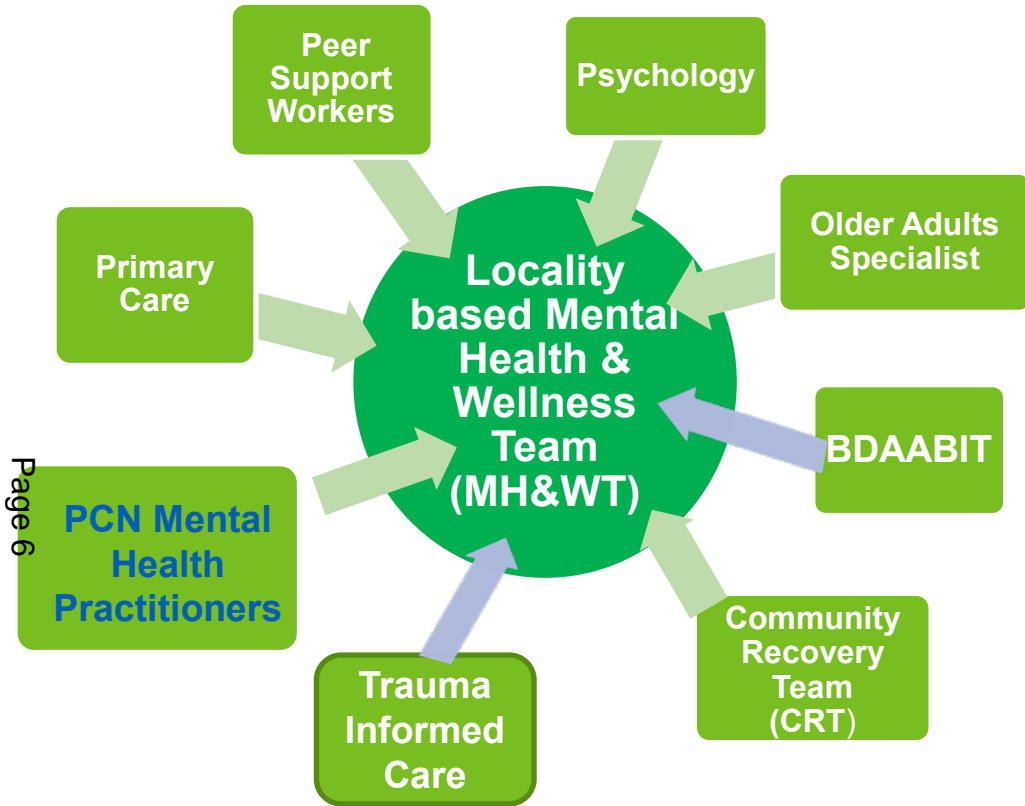 Peer
Support
Workers
Psychology
Older Adults
Specialist
Primary
Care
Locality
based Mental
Health &
Wellness
Team
(MH&WT)
BDAABIT
PCN Mental
Health
Practitioners
Community
Recovery
Team
(CRT)
Trauma
Informed
Care
Page 6